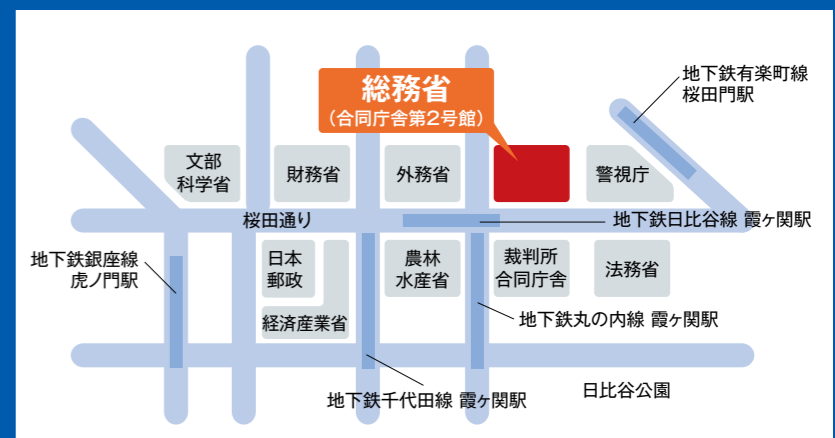 総務省
（合同庁舎第2号館）
地下鉄有楽町線
桜田門駅
文部
科学省
財務省
外務省
警視庁
桜田通り
地下鉄日比谷線 霞ヶ関駅
地下鉄銀座線
虎ノ門駅
日本
郵政
経済産業省
農林
水産省
裁判所
合同庁舎
法務省
地下鉄丸の内線 霞ヶ関駅
地下鉄千代田線 霞ヶ関駅
日比谷公園